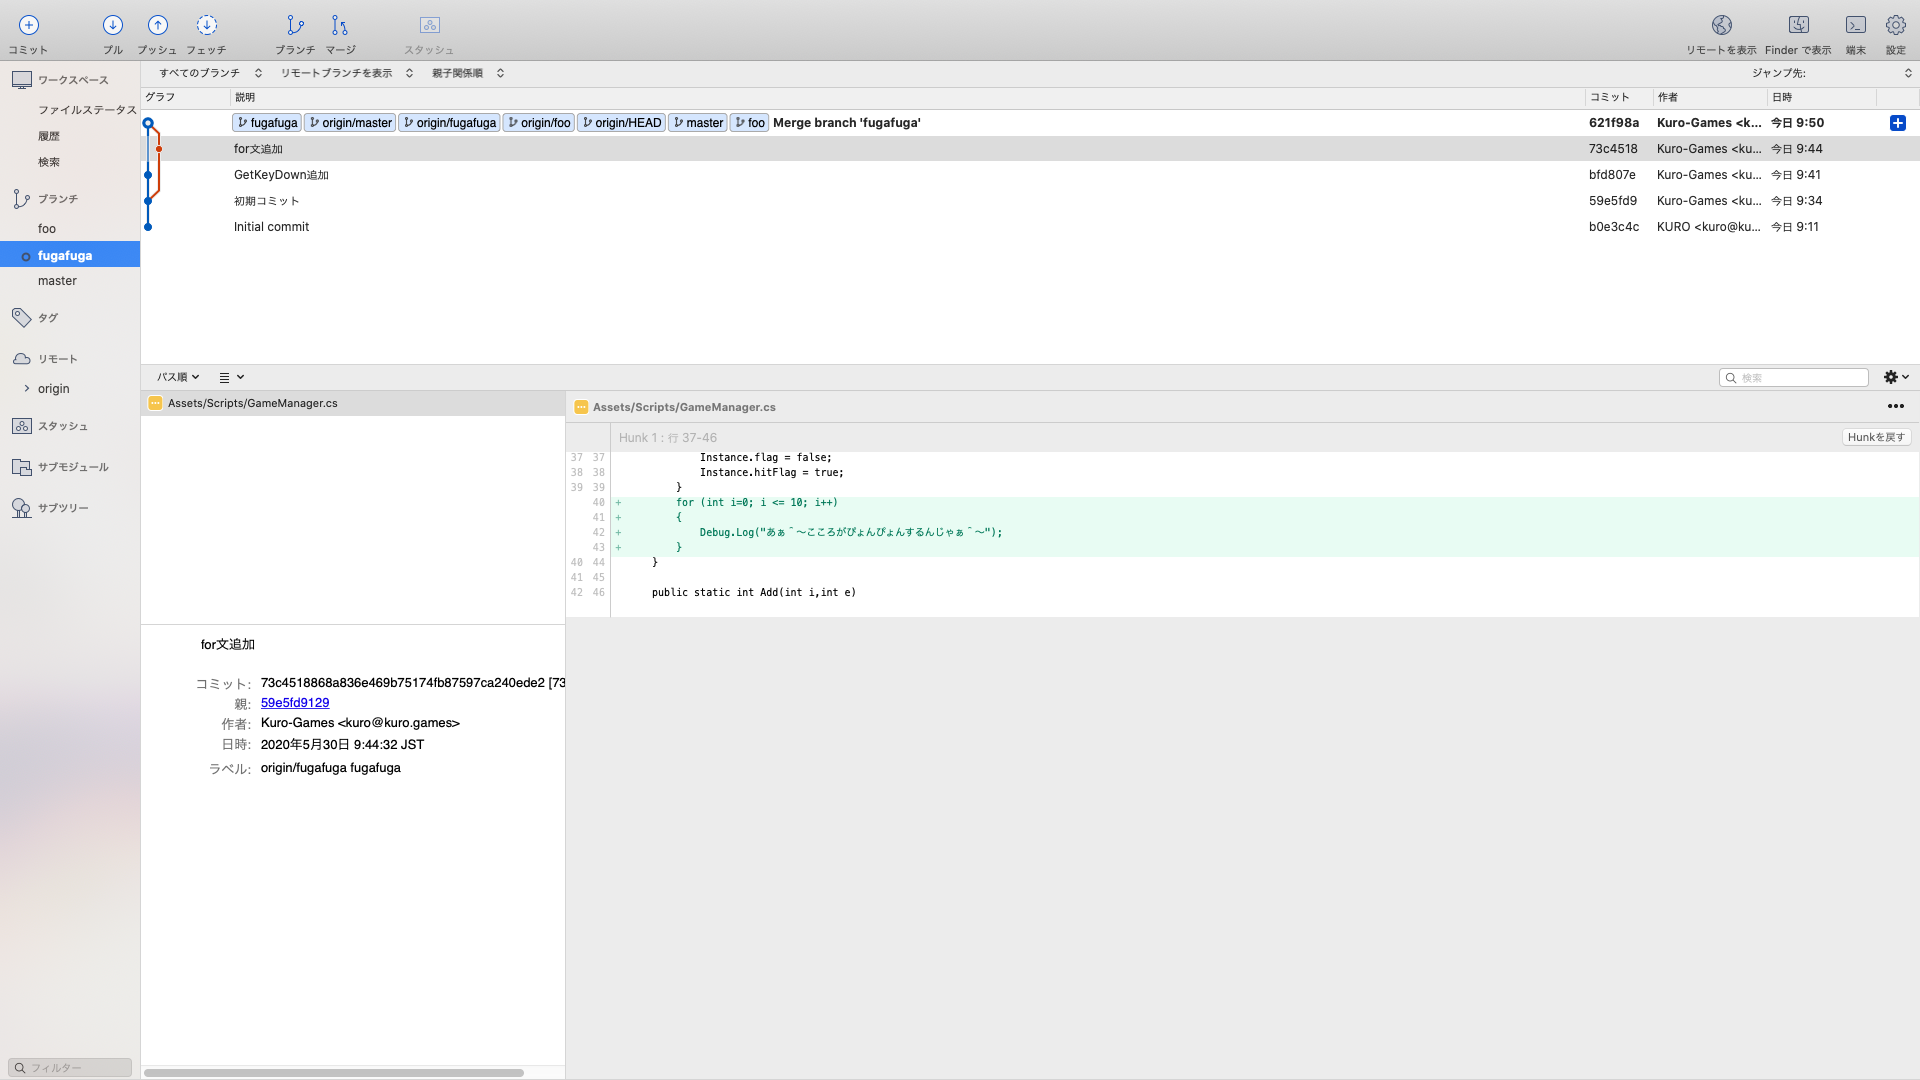 コミット プル プッシュ フェッチ ブランチ マージ スタッシュ リモートを表示 Finder で表示 端末 設定
ワークスペース
ファイルステータス
履歴
検索
ブランチ
foo
fugafuga
master
タグ
リモート
origin
スタッシュ
サブモジュール
サブツリー
フィルター
すべてのブランチ リモートブランチを表示 親子関係順 ジャンプ先:
グラフ 説明 コミット 作者 日時
fugafuga origin/master origin/fugafuga origin/foo origin/HEAD master foo Merge branch 'fugafuga' 621f98a Kuro-Games <k... 今日 9:50
for文追加 73c4518 Kuro-Games <ku... 今日 9:44
GetKeyDown追加 bfd807e Kuro-Games <ku... 今日 9:41
初期コミット 59e5fd9 Kuro-Games <ku... 今日 9:34
Initial commit b0e3c4c KURO <kuro@ku... 今日 9:11
パス順 検索
Assets/Scripts/GameManager.cs
for文追加
コミット: 73c4518868a836e469b75174fb87597ca240ede2 [73
親: 59e5fd9129
作者: Kuro-Games <kuro@kuro.games>
日時: 2020年5月30日 9:44:32 JST
ラベル: origin/fugafuga fugafuga
Assets/Scripts/GameManager.cs
Hunk 1 : 行 37-46 Hunkを戻す
37 37 Instance.flag = false;
38 38 Instance.hitFlag = true;
39 39 }
40 + for (int i=0; i <= 10; i++)
41 + {
42 + Debug.Log("あぁ＾〜こころがぴょんぴょんするんじゃぁ＾〜");
43 + }
40 44 }
41 45
42 46 public static int Add(int i,int e)